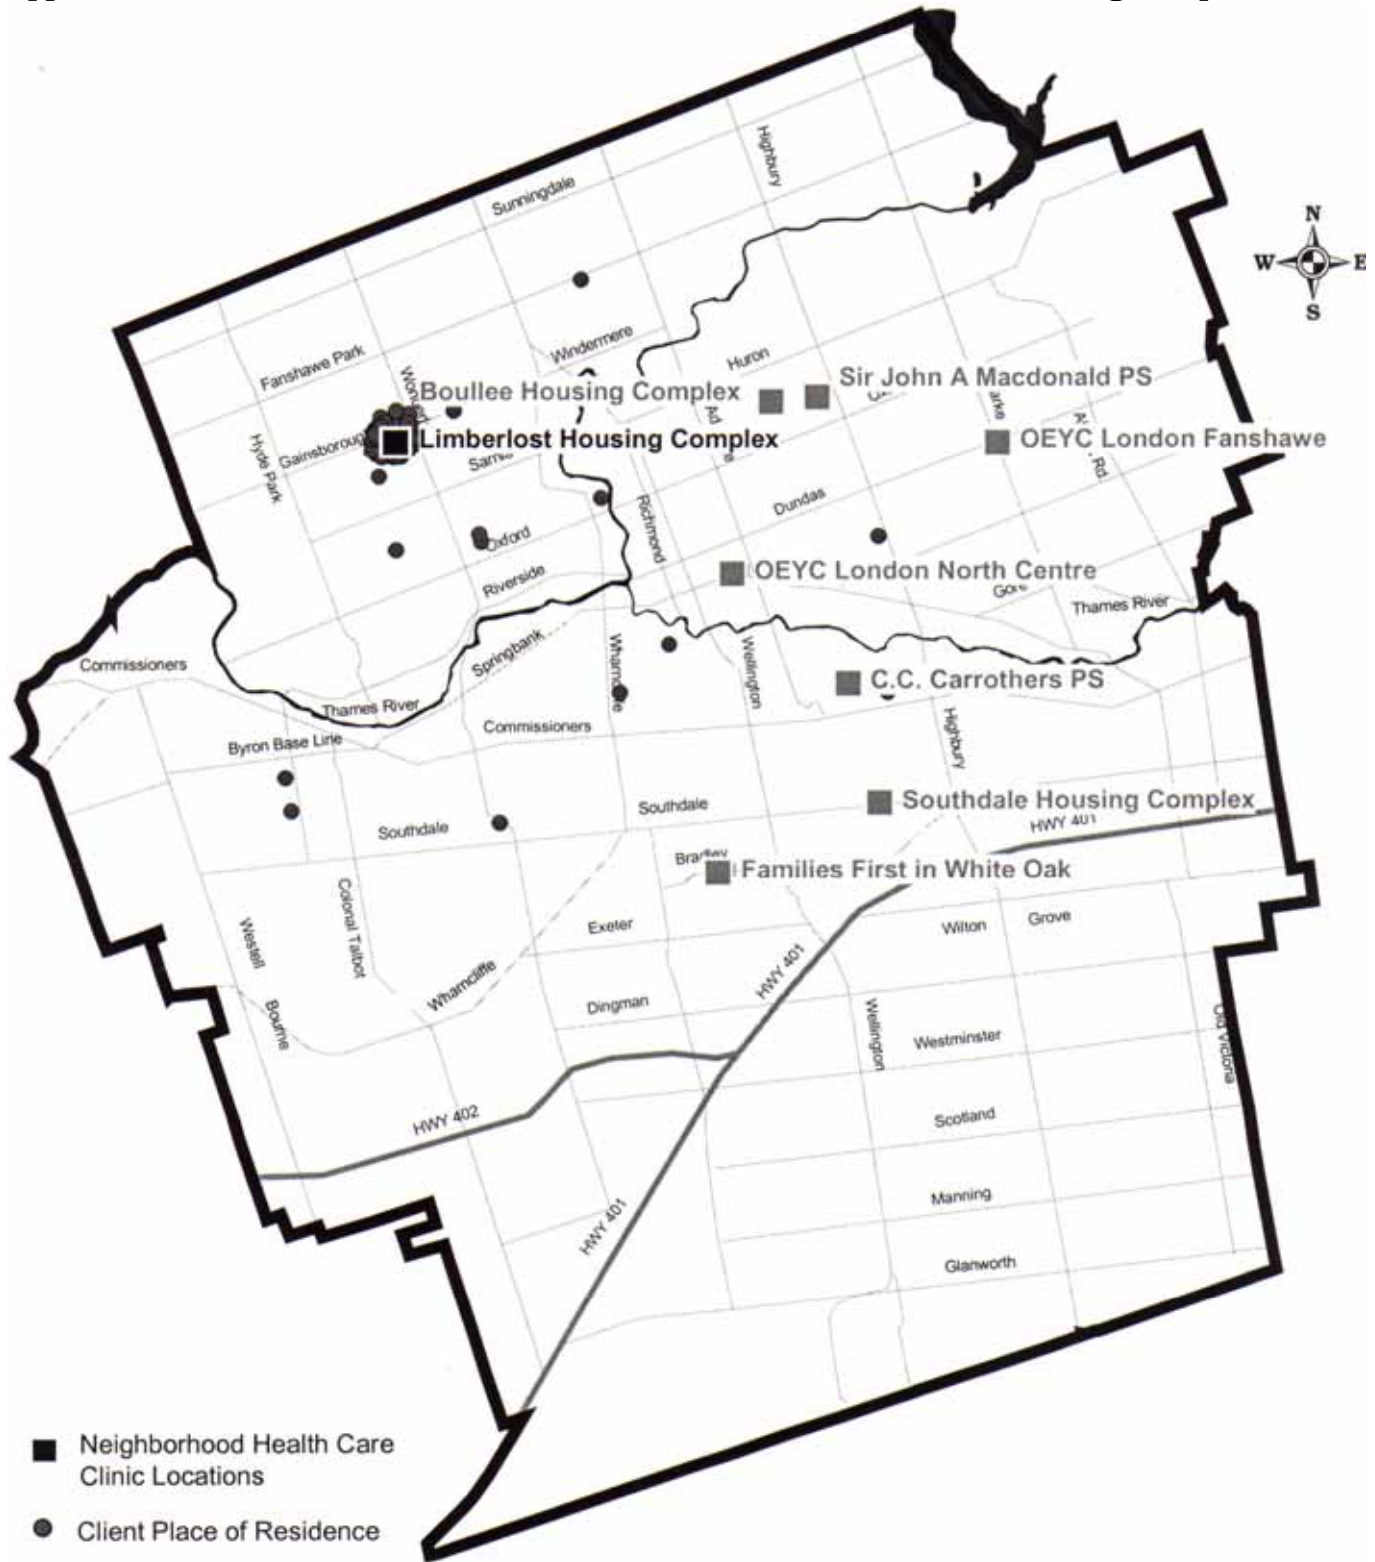 Sunningdale
Highbury
N
W E
S
Fanshawe Park
Windermere
Huron
Boullee Housing Complex
Sir John A Macdonald PS
Gainsborough
Limberlost Housing Complex
OEYC London Fanshawe
Hyde Park
Richmond
Dundas
Oxford
Riverside
OEYC London North Centre
Gore
Thames River
Springbank
Commissioners
Wellington
C.C. Carrothers PS
Thames River
Byron Base Line
Commissioners
Highbury
Southdale Housing Complex
Southdale
HWY 401
Southdale
Families First in White Oak
Colonal Talbot
Westell
Exeter
Wilton Grove
Wharncliffe
HWY 401
Dingman
Bourne
Wellington
Westminster
Old Victoria
HWY 402
Scotland
Manning
HWY 401
Glanworth
Neighborhood Health Care
Clinic Locations
Client Place of Residence